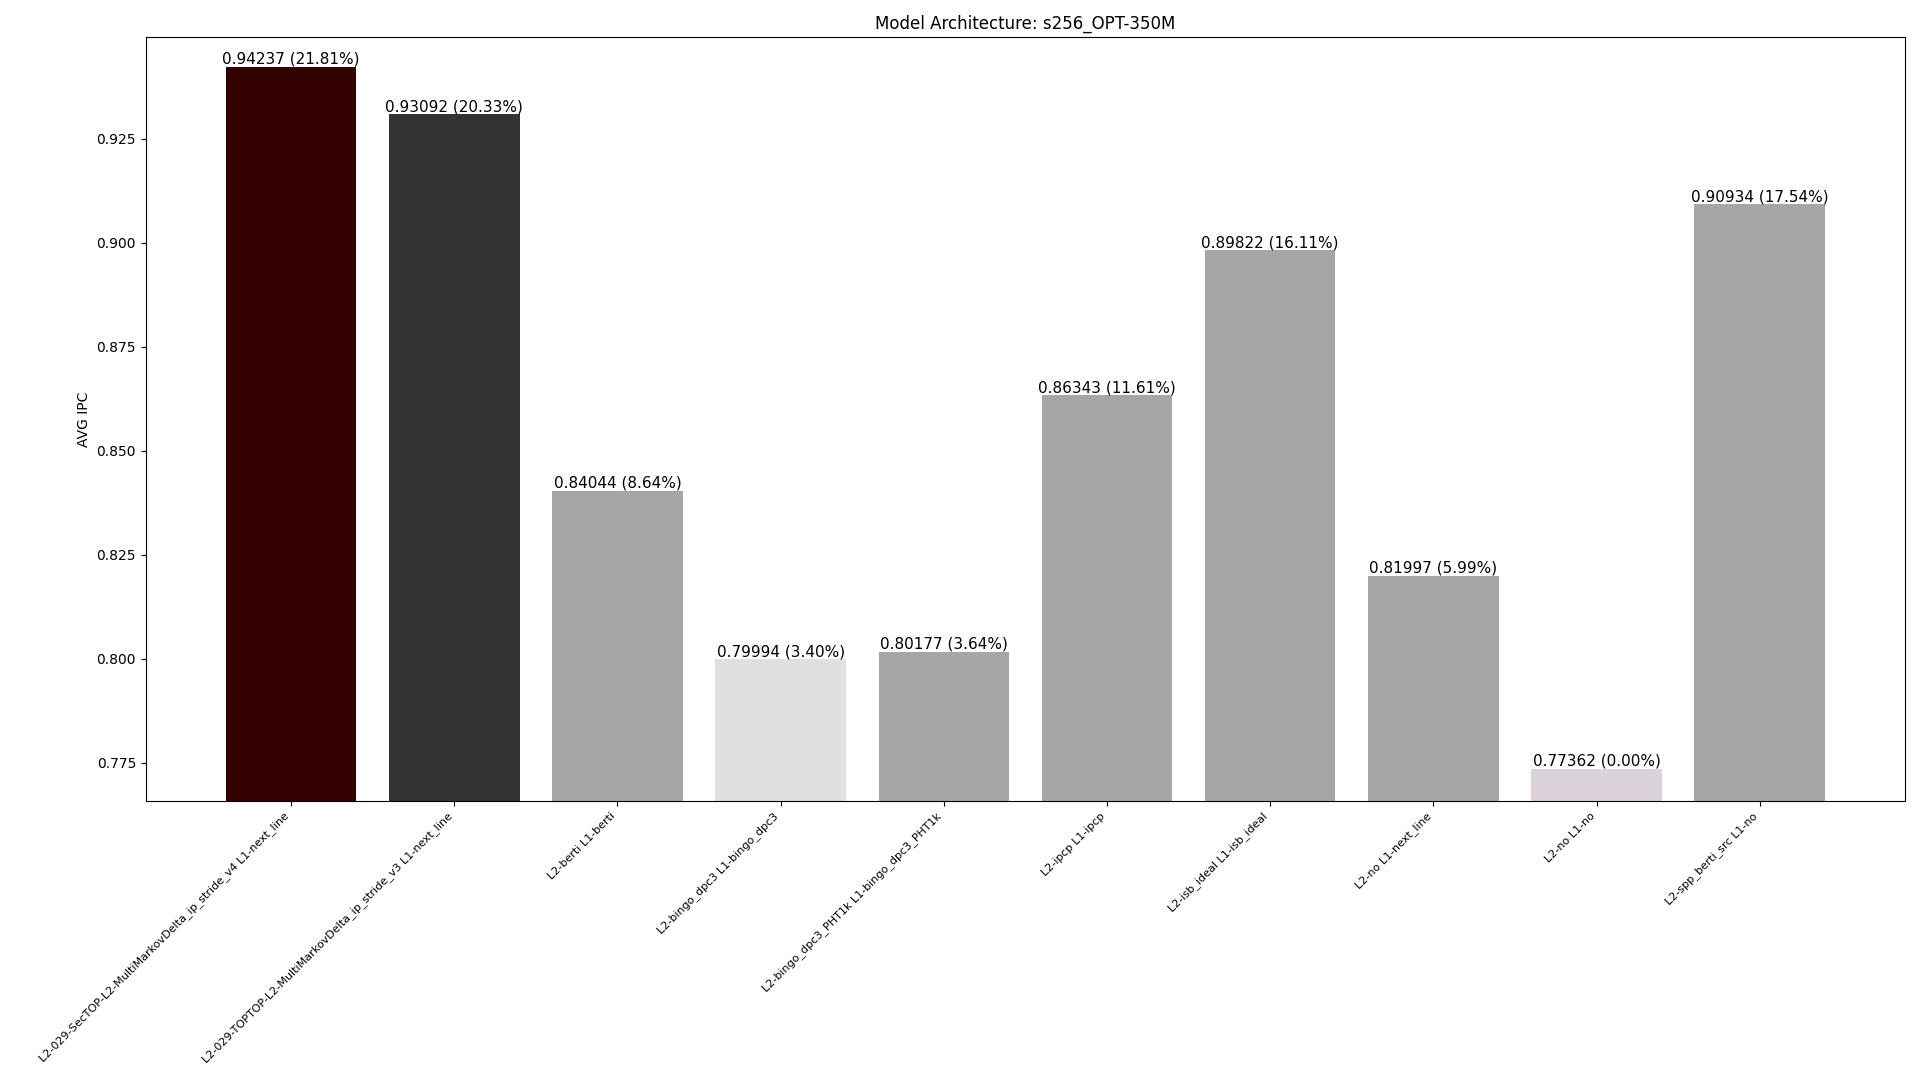 Model Architecture: s256_OPT-350M
0.94237 (21.81%)
0.93092 (20.33%)
0.84044 (8.64%)
0.79994 (3.40%)
0.80177 (3.64%)
0.86343 (11.61%)
0.89822 (16.11%)
0.81997 (5.99%)
0.77362 (0.00%)
0.90934 (17.54%)
AVG IPC
0.925
0.900
0.875
0.850
0.825
0.800
0.775
L2-029-SecTOP-L2-MultiMarkovDelta_ip_stride_v4 L1-next_line
L2-029-TOPTOP-L2-MultiMarkovDelta_ip_stride_v3 L1-next_line
L2-berti L1-berti
L2-bingo_dpc3 L1-bingo_dpc3
L2-bingo_dpc3_PHT1k L1-bingo_dpc3_PHT1k
L2-ipcp L1-ipcp
L2-isb_ideal L1-isb_ideal
L2-no L1-next_line
L2-no L1-no
L2-spp_berti_src L1-no